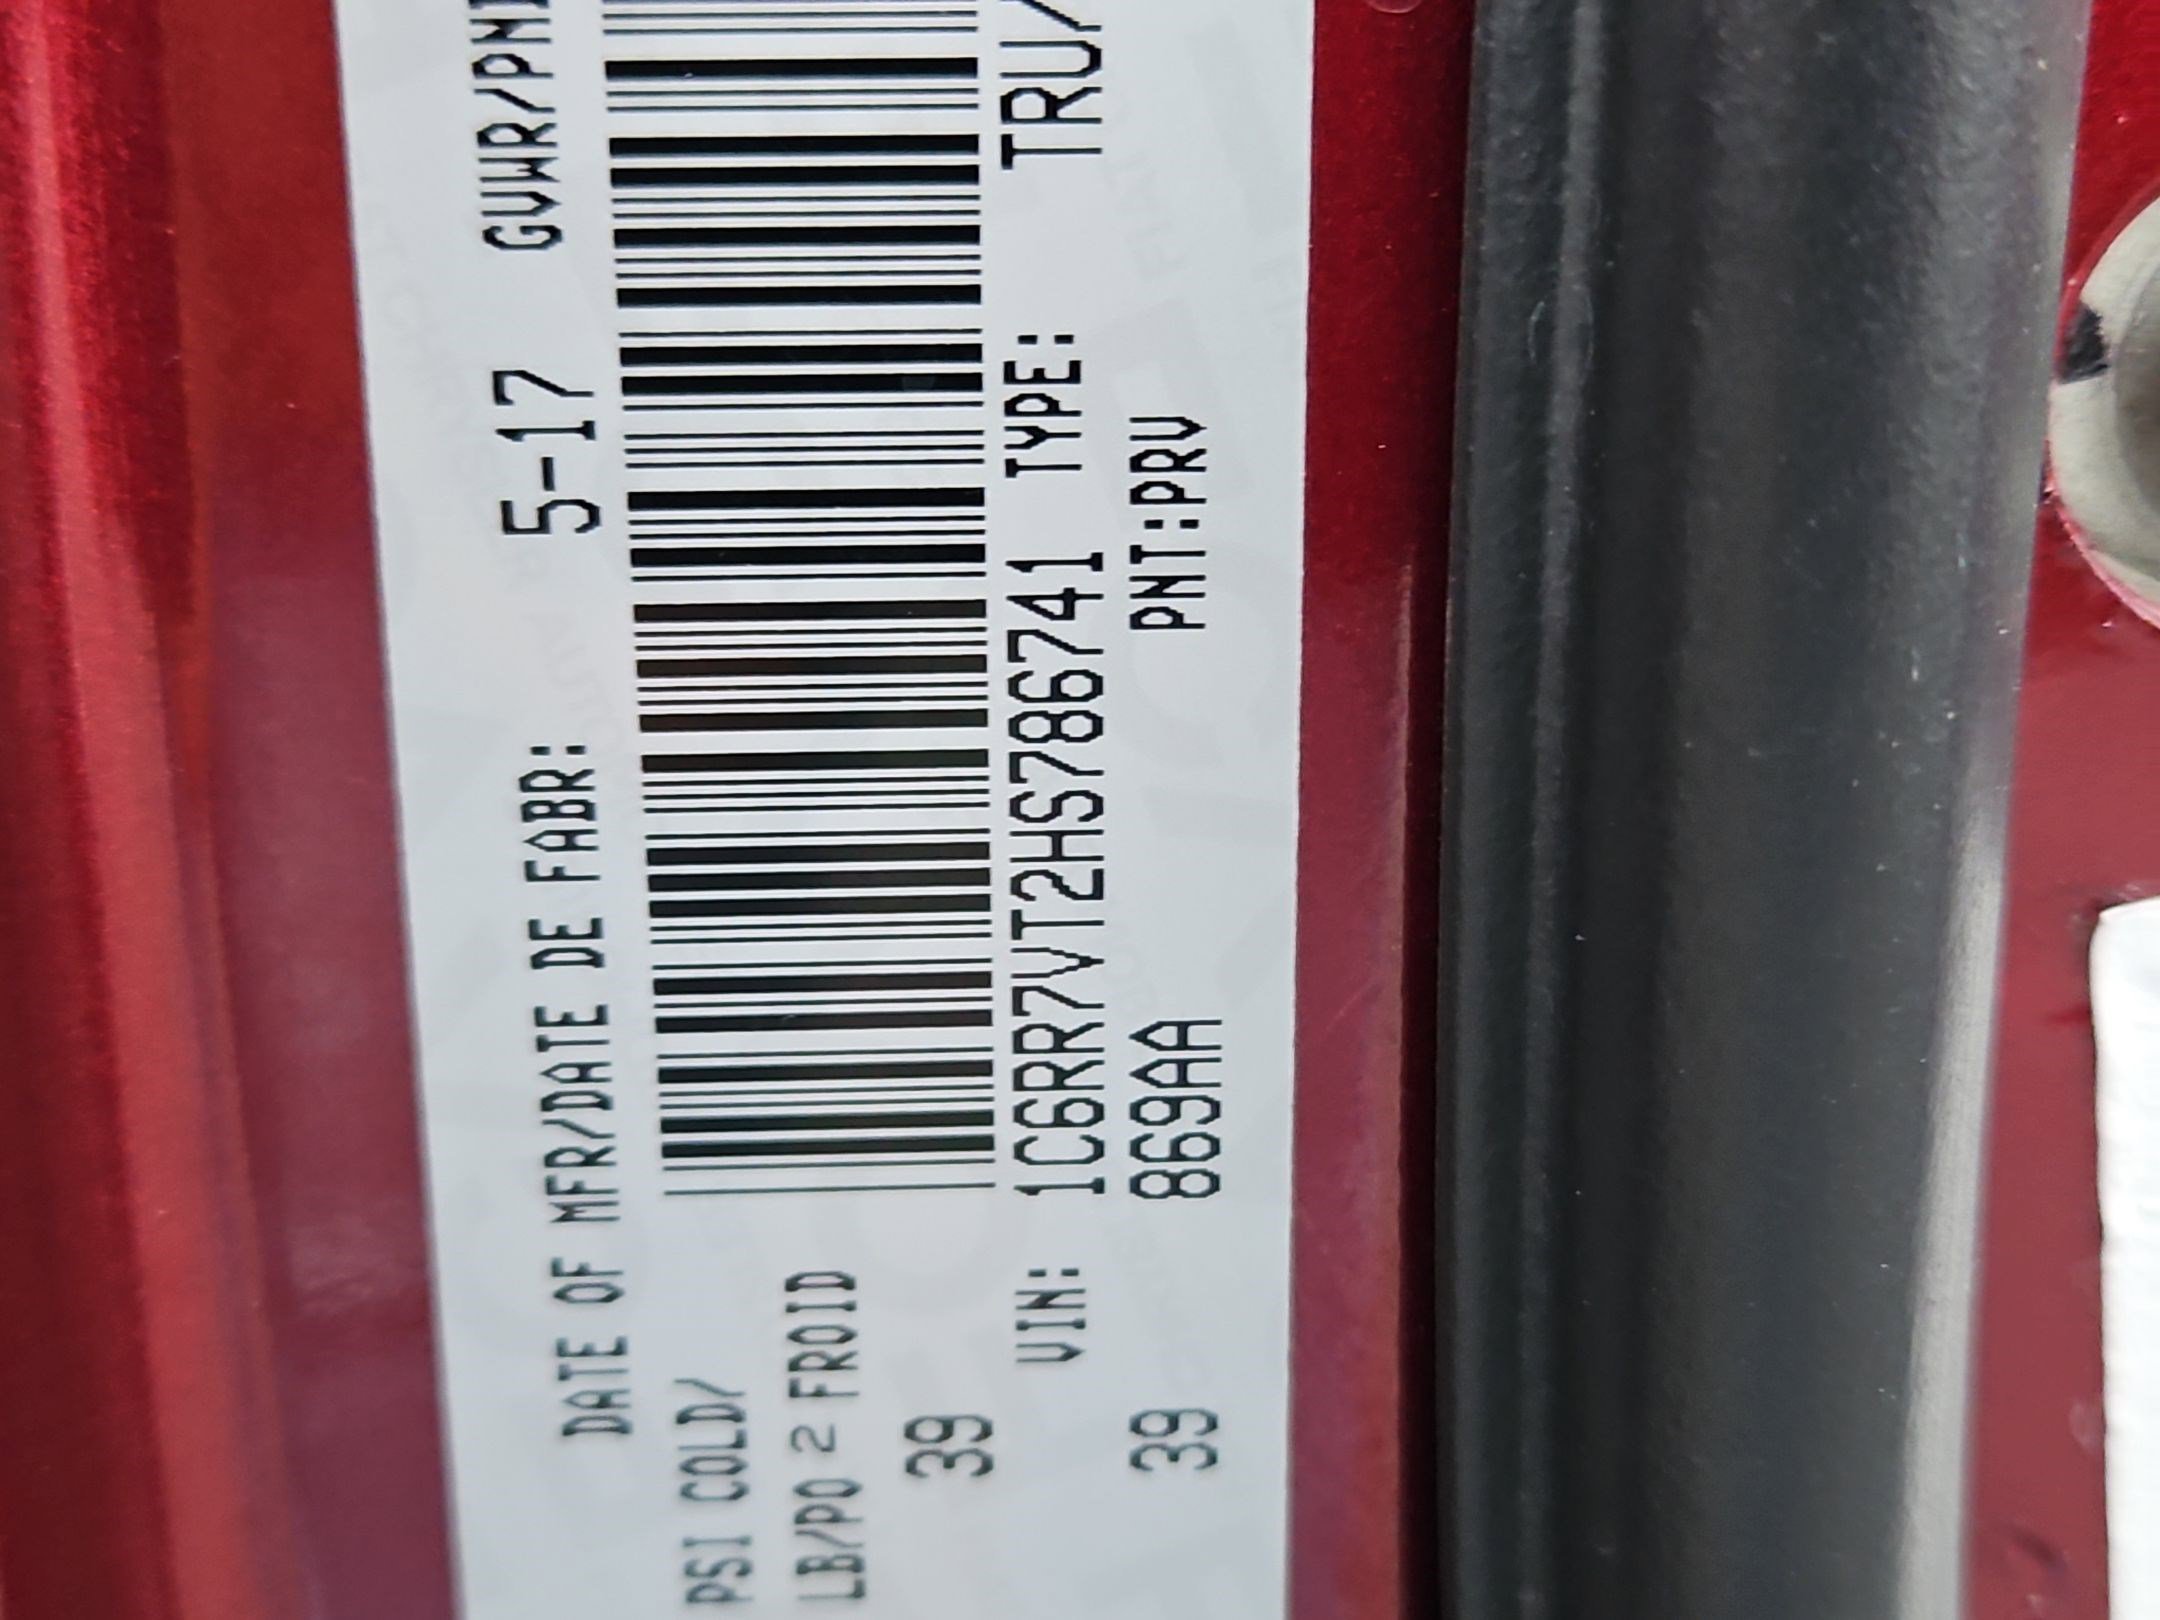 DATE OF MFR/DATE DE FABR: 5-17 GVWR/PN
PSI COLD/
LB/PO 2 FROID
39
VIN: 1C6RR7VT2HS786741 TYPE: TRU
39 869AA PNT:PRV